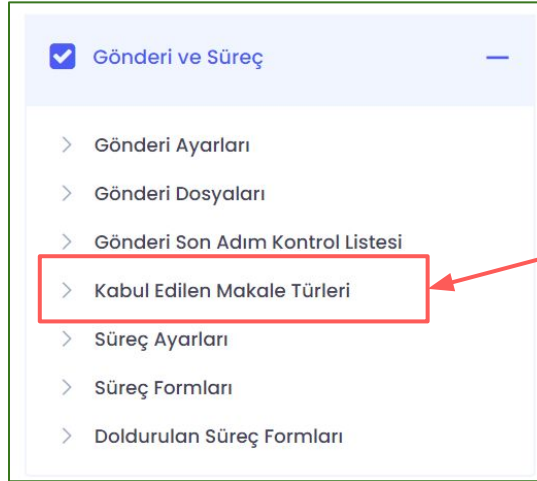 Gönderi ve Süreç
Gönderi Ayarları
Gönderi Dosyaları
Gönderi Son Adım Kontrol Listesi
Kabul Edilen Makale Türleri
Süreç Ayarları
Süreç Formları
Doldurulan Süreç Formları